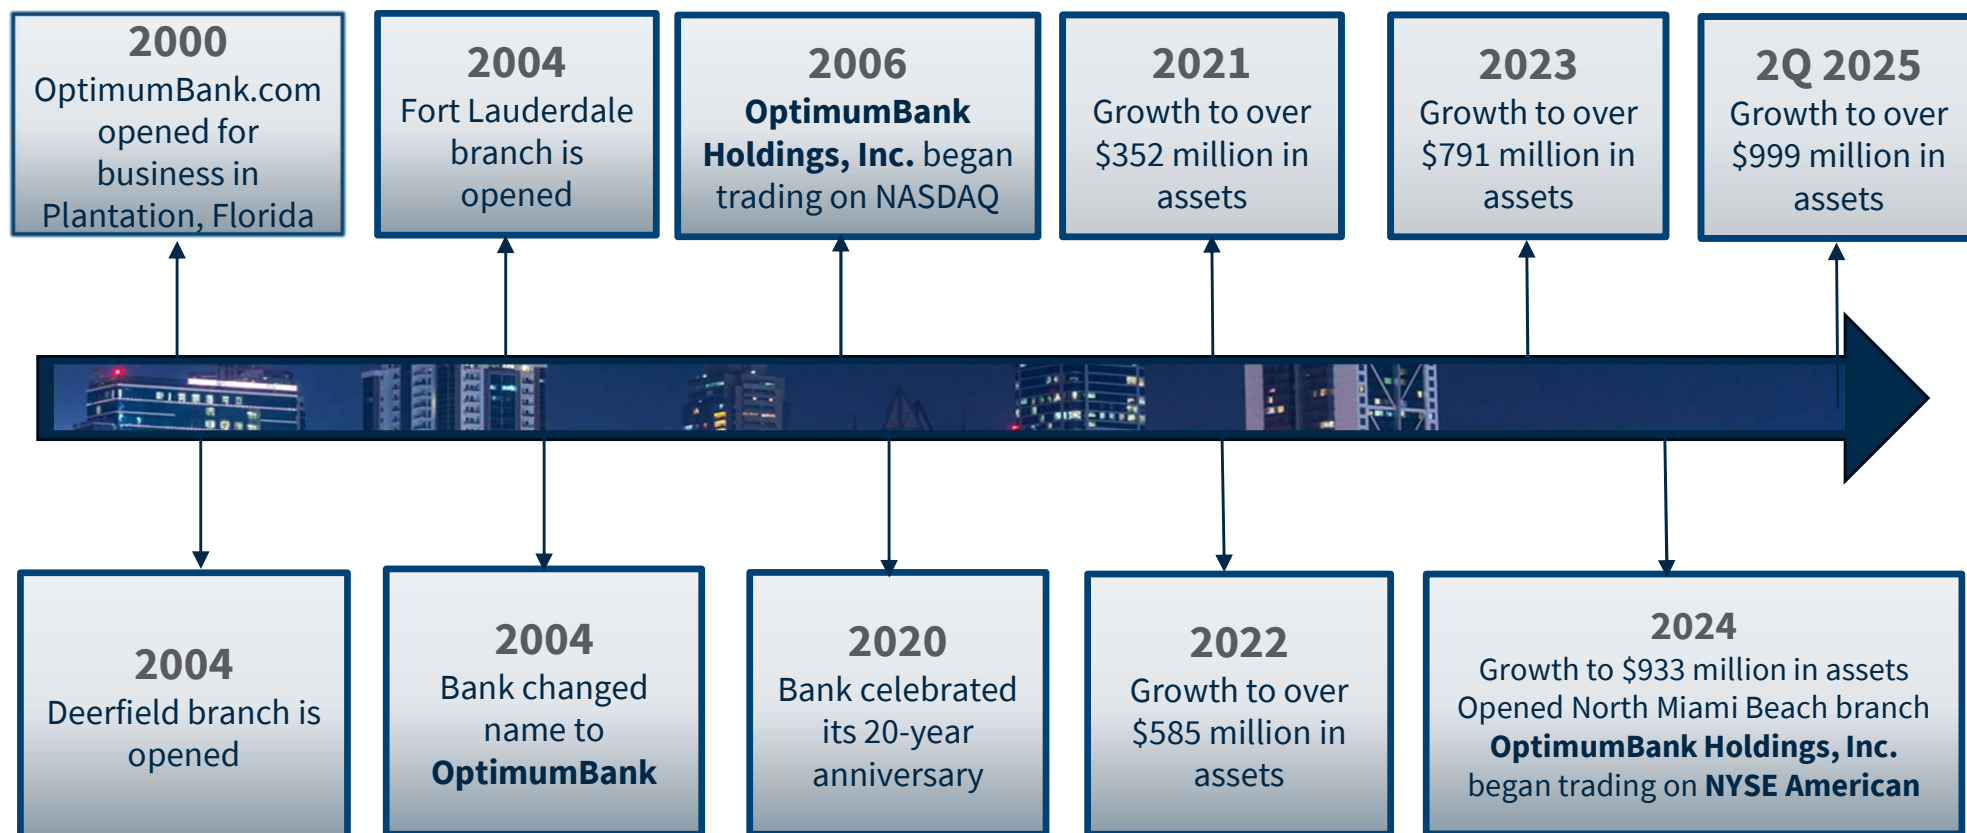 2000
OptimumBank.com
opened for
business in
Plantation, Florida
2004
Fort Lauderdale
branch is
opened
2006
OptimumBank
Holdings, Inc. began
trading on NASDAQ
2021
Growth to over
$352 million in
assets
2023
Growth to over
$791 million in
assets
2Q 2025
Growth to over
$999 million in
assets
2004
Deerfield branch is
opened
2004
Bank changed
name to
OptimumBank
2020
Bank celebrated
its 20-year
anniversary
2022
Growth to over
$585 million in
assets
2024
Growth to $933 million in assets
Opened North Miami Beach branch
OptimumBank Holdings, Inc.
began trading on NYSE American